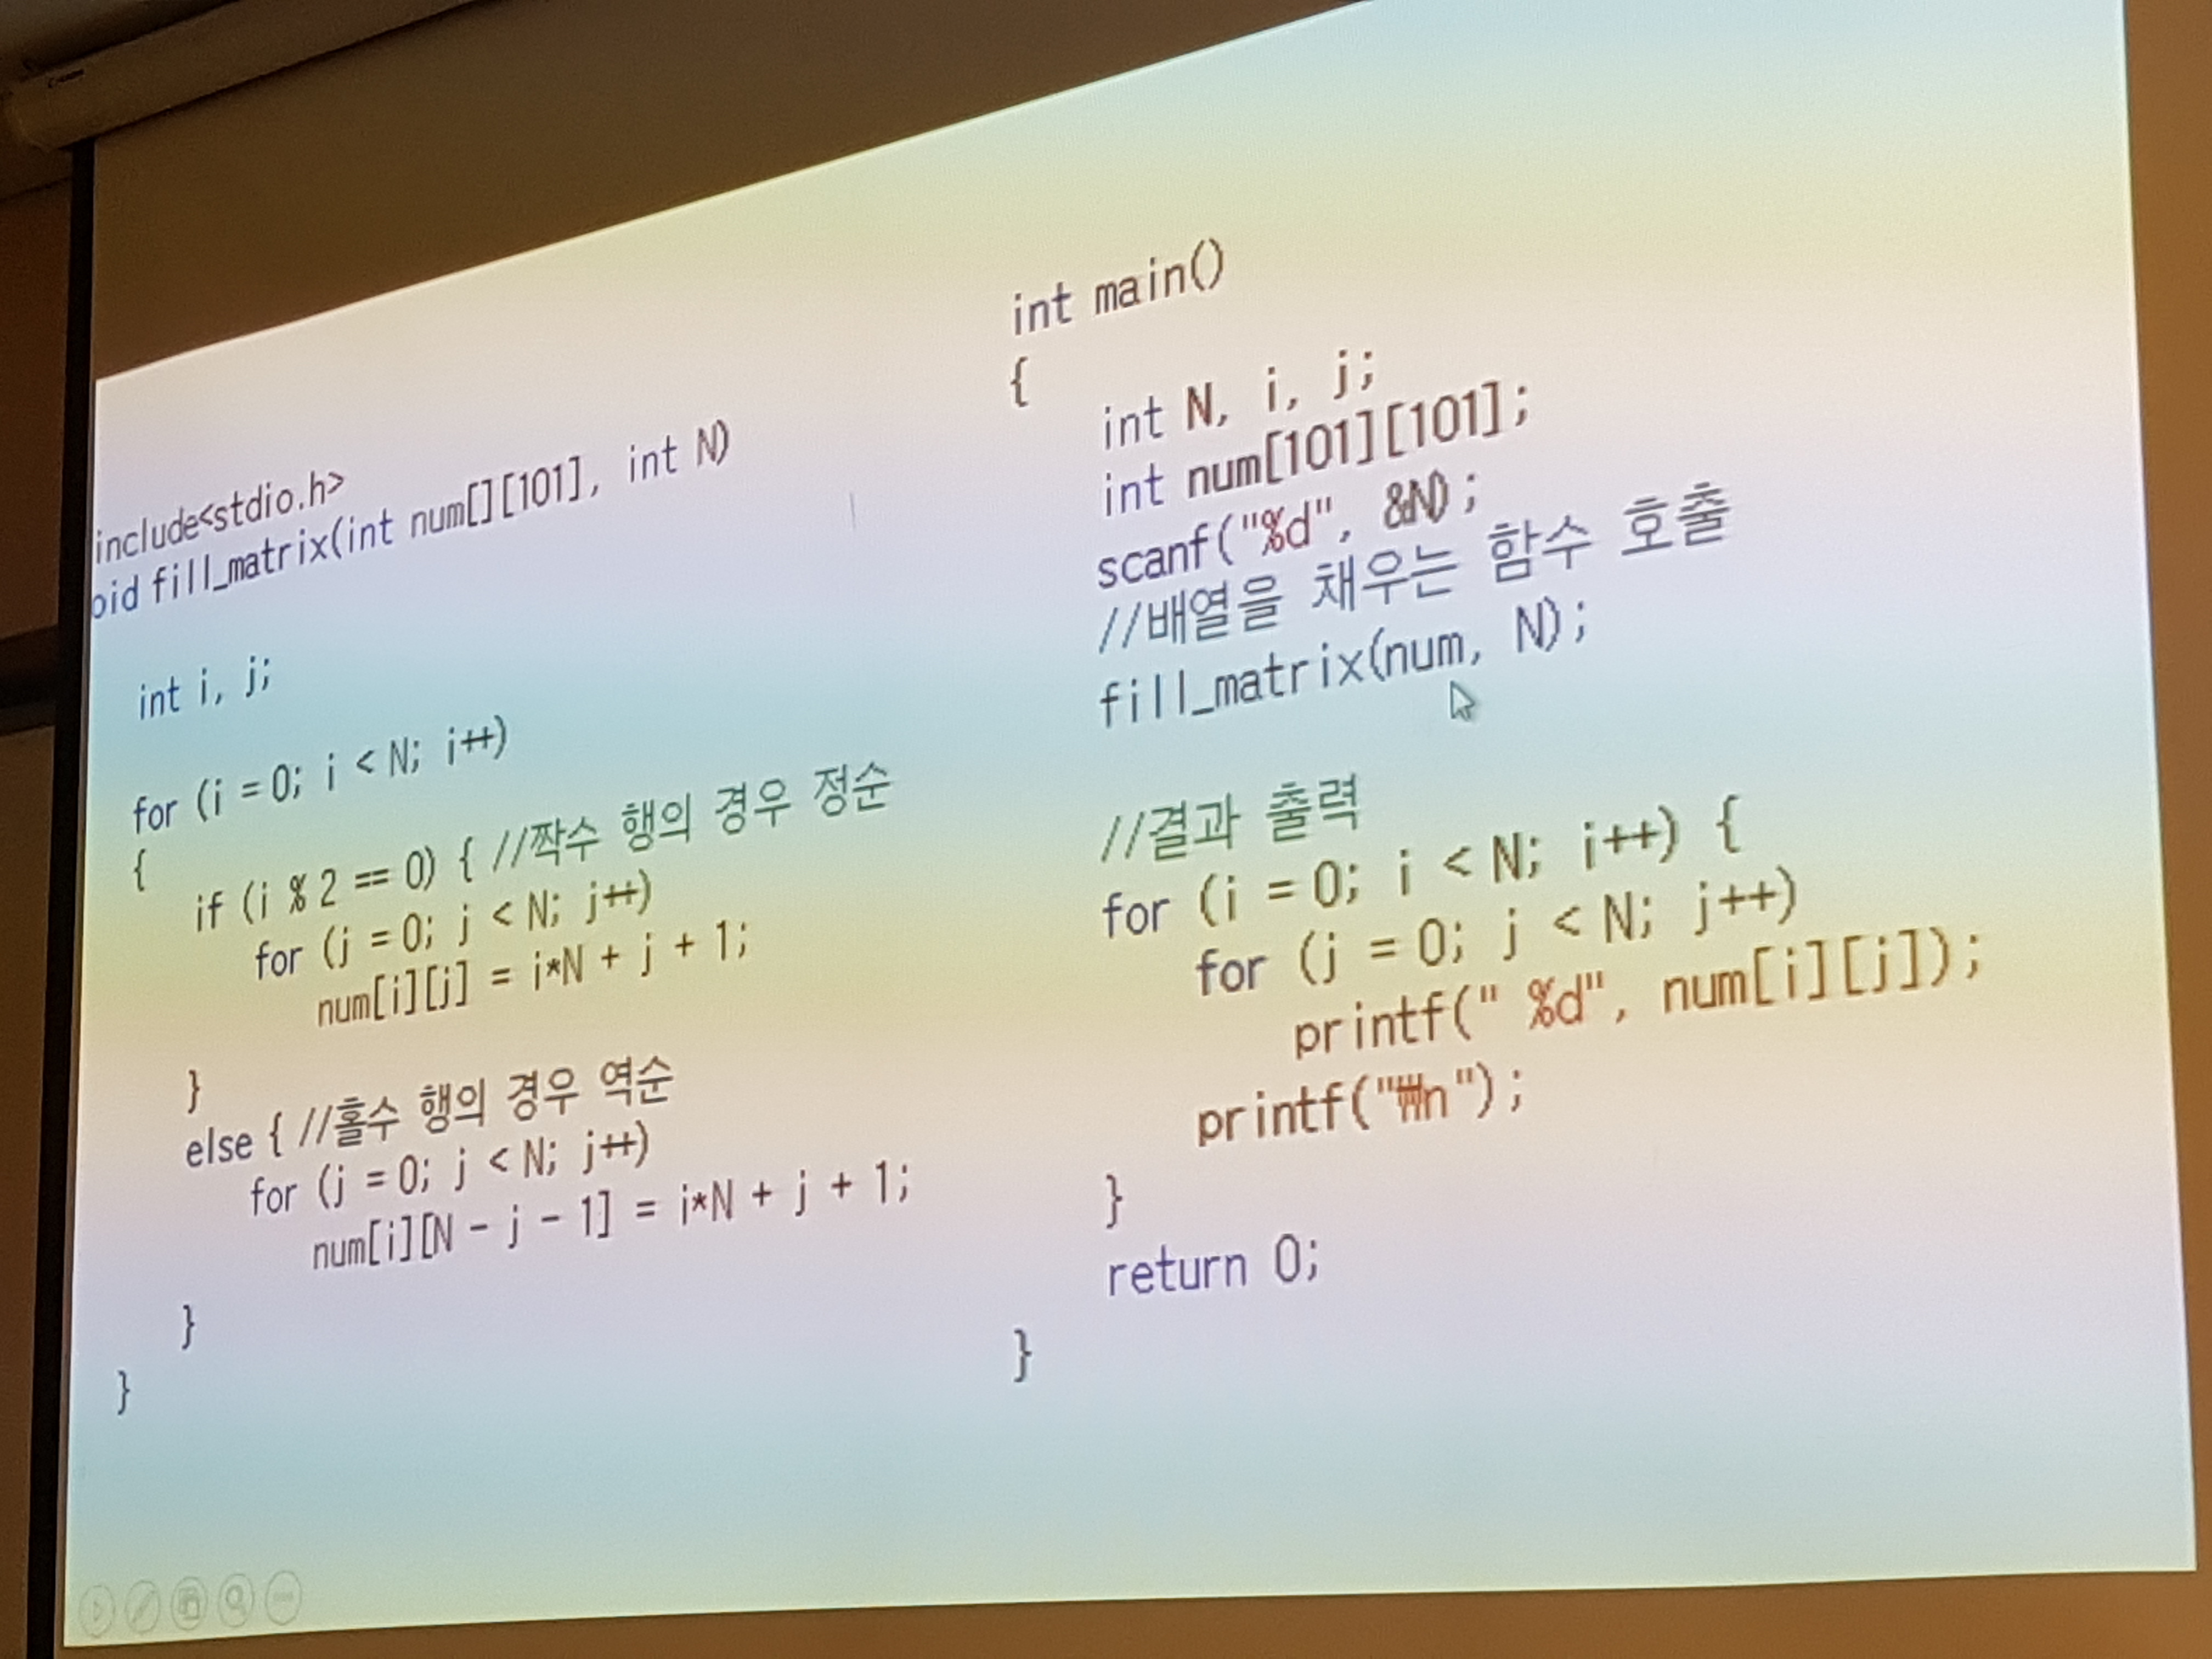 Canon
include<stdio.h>
oid fill_matrix(int num[][101], int N)
int i, j;
for (i = 0; i < N; i++)
{
if (i % 2 == 0) { //짝수 행의 경우 정순
for (j = 0; j < N; j++)
num[i][j] = i*N + j + 1;
}
else { //홀수 행의 경우 역순
for (j = 0; j < N; j++)
num[i][N - j - 1] = i*N + j + 1;
}
}
int main()
{
int N, i, j;
int num[101][101];
scanf("%d", &N);
//배열을 채우는 함수 호출
fill_matrix(num, N);
//결과 출력
for (i = 0; i < N; i++) {
for (j = 0; j < N; j++)
printf(" %d", num[i][j]);
printf("₩n");
}
return 0;
}